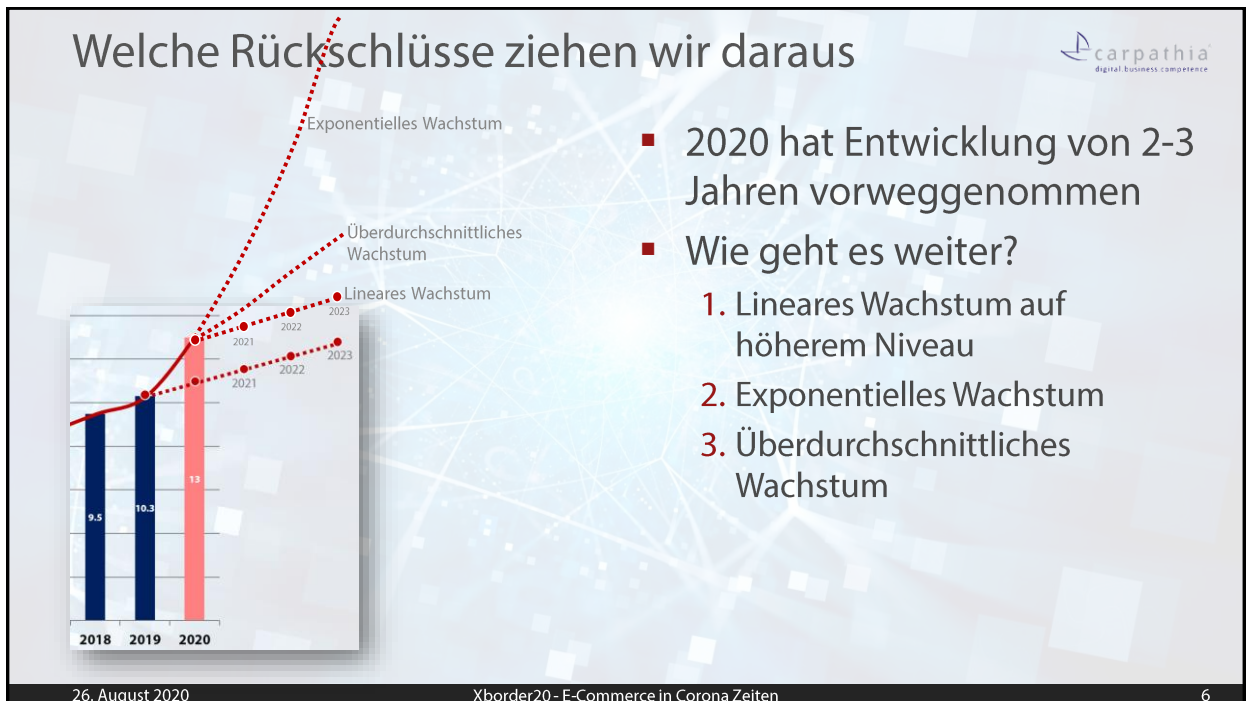 Welche Rückschlüsse ziehen wir daraus
carpathia
digital.business.competence
Exponentielles Wachstum
Überdurchschnittliches
Wachstum
Lineares Wachstum
2023
2022
2021
2023
2022
2021
13
10.3
9.5
2018 2019 2020
2020 hat Entwicklung von 2-3
Jahren vorweggenommen
Wie geht es weiter?
1. Lineares Wachstum auf
höherem Niveau
2. Exponentielles Wachstum
3. Überdurchschnittliches
Wachstum
26. August 2020 Xborder20 - E-Commerce in Corona Zeiten 6